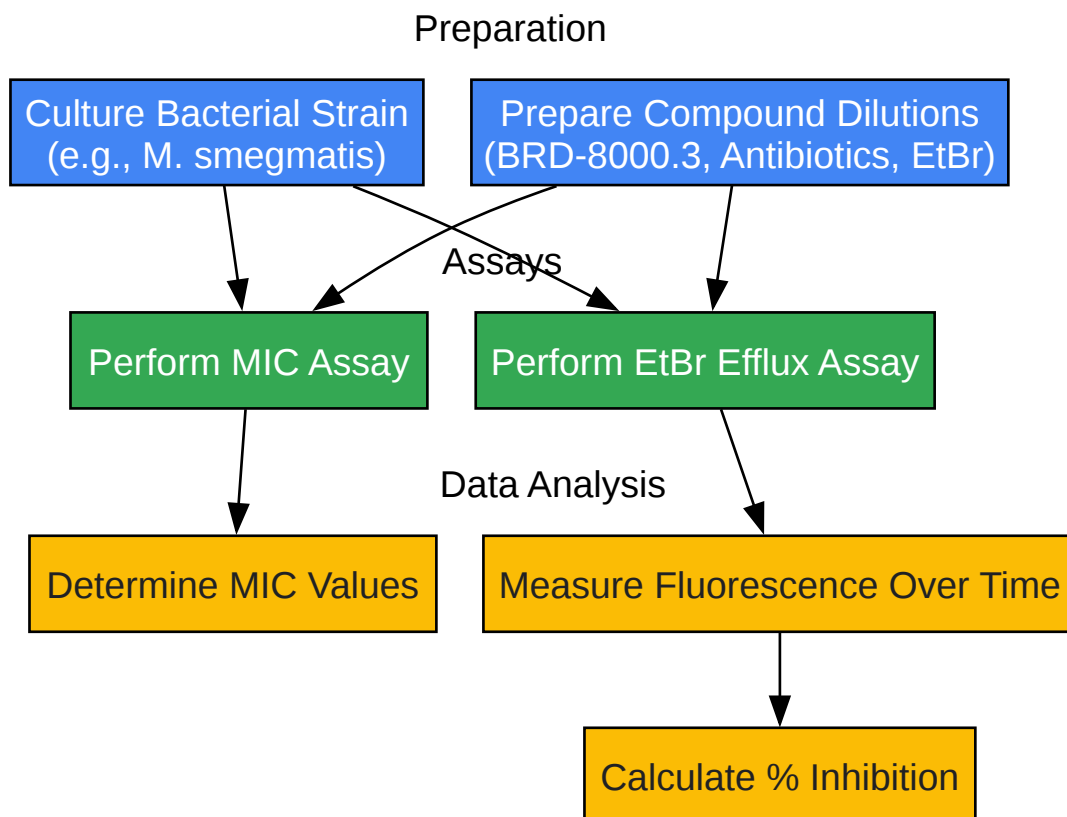 Preparation
Culture Bacterial Strain
(e.g., M. smegmatis)
Prepare Compound Dilutions
(BRD-8000.3, Antibiotics, EtBr)
Assays
Perform MIC Assay
Perform EtBr Efflux Assay
Data Analysis
Determine MIC Values
Measure Fluorescence Over Time
Calculate % Inhibition